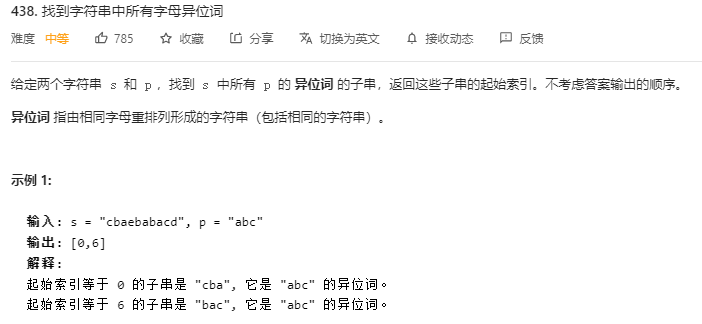 438. 找到字符串中所有字母异位词
难度 中等 785 收藏 分享 切换为英文 接收动态 反馈
给定两个字符串 s 和 p ，找到 s 中所有 p 的 异位词 的子串，返回这些子串的起始索引。不考虑答案输出的顺序。
异位词 指由相同字母重排列形成的字符串（包括相同的字符串）。
示例 1:
输入: s = "cbaebabacd", p = "abc"
输出: [0,6]
解释:
起始索引等于 0 的子串是 "cba", 它是 "abc" 的异位词。
起始索引等于 6 的子串是 "bac", 它是 "abc" 的异位词。